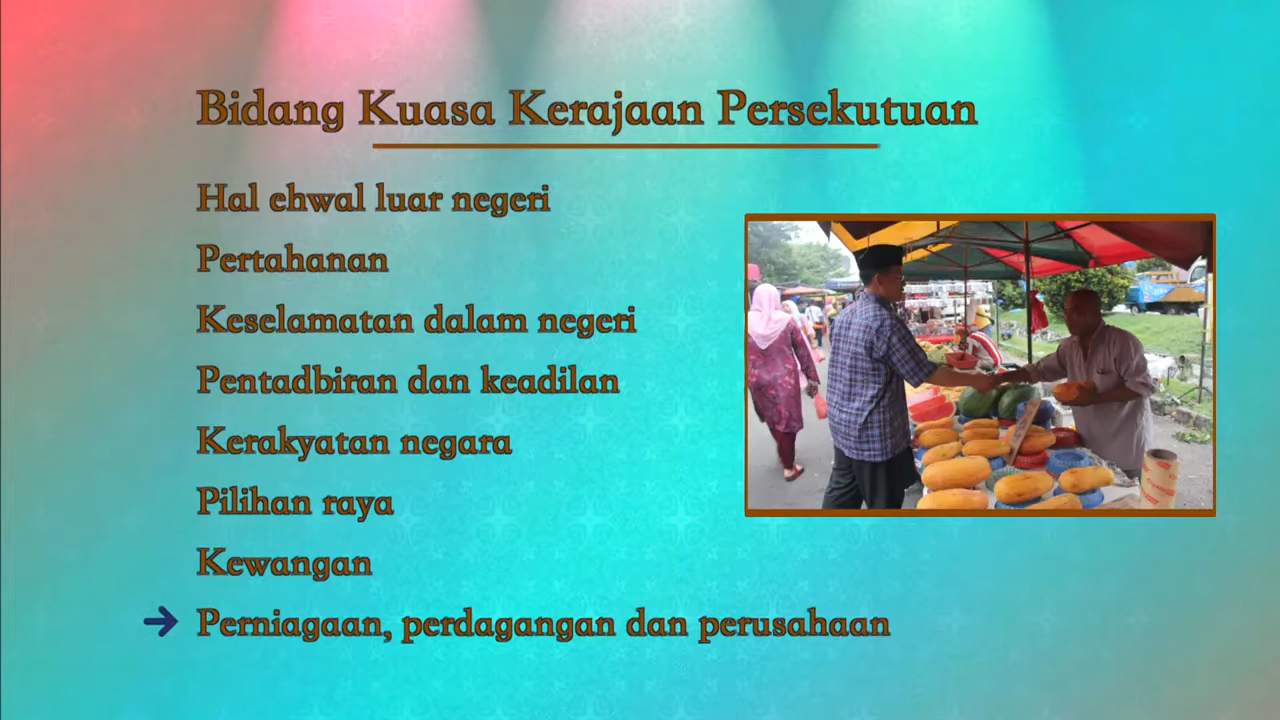 Bidang Kuasa Kerajaan Persekutuan
Hal ehwal luar negeri
Pertahanan
Keselamatan dalam negeri
Pentadbiran dan keadilan
Kerakyatan negara
Pilihan raya
Kewangan
Perniagaan, perdagangan dan perusahaan